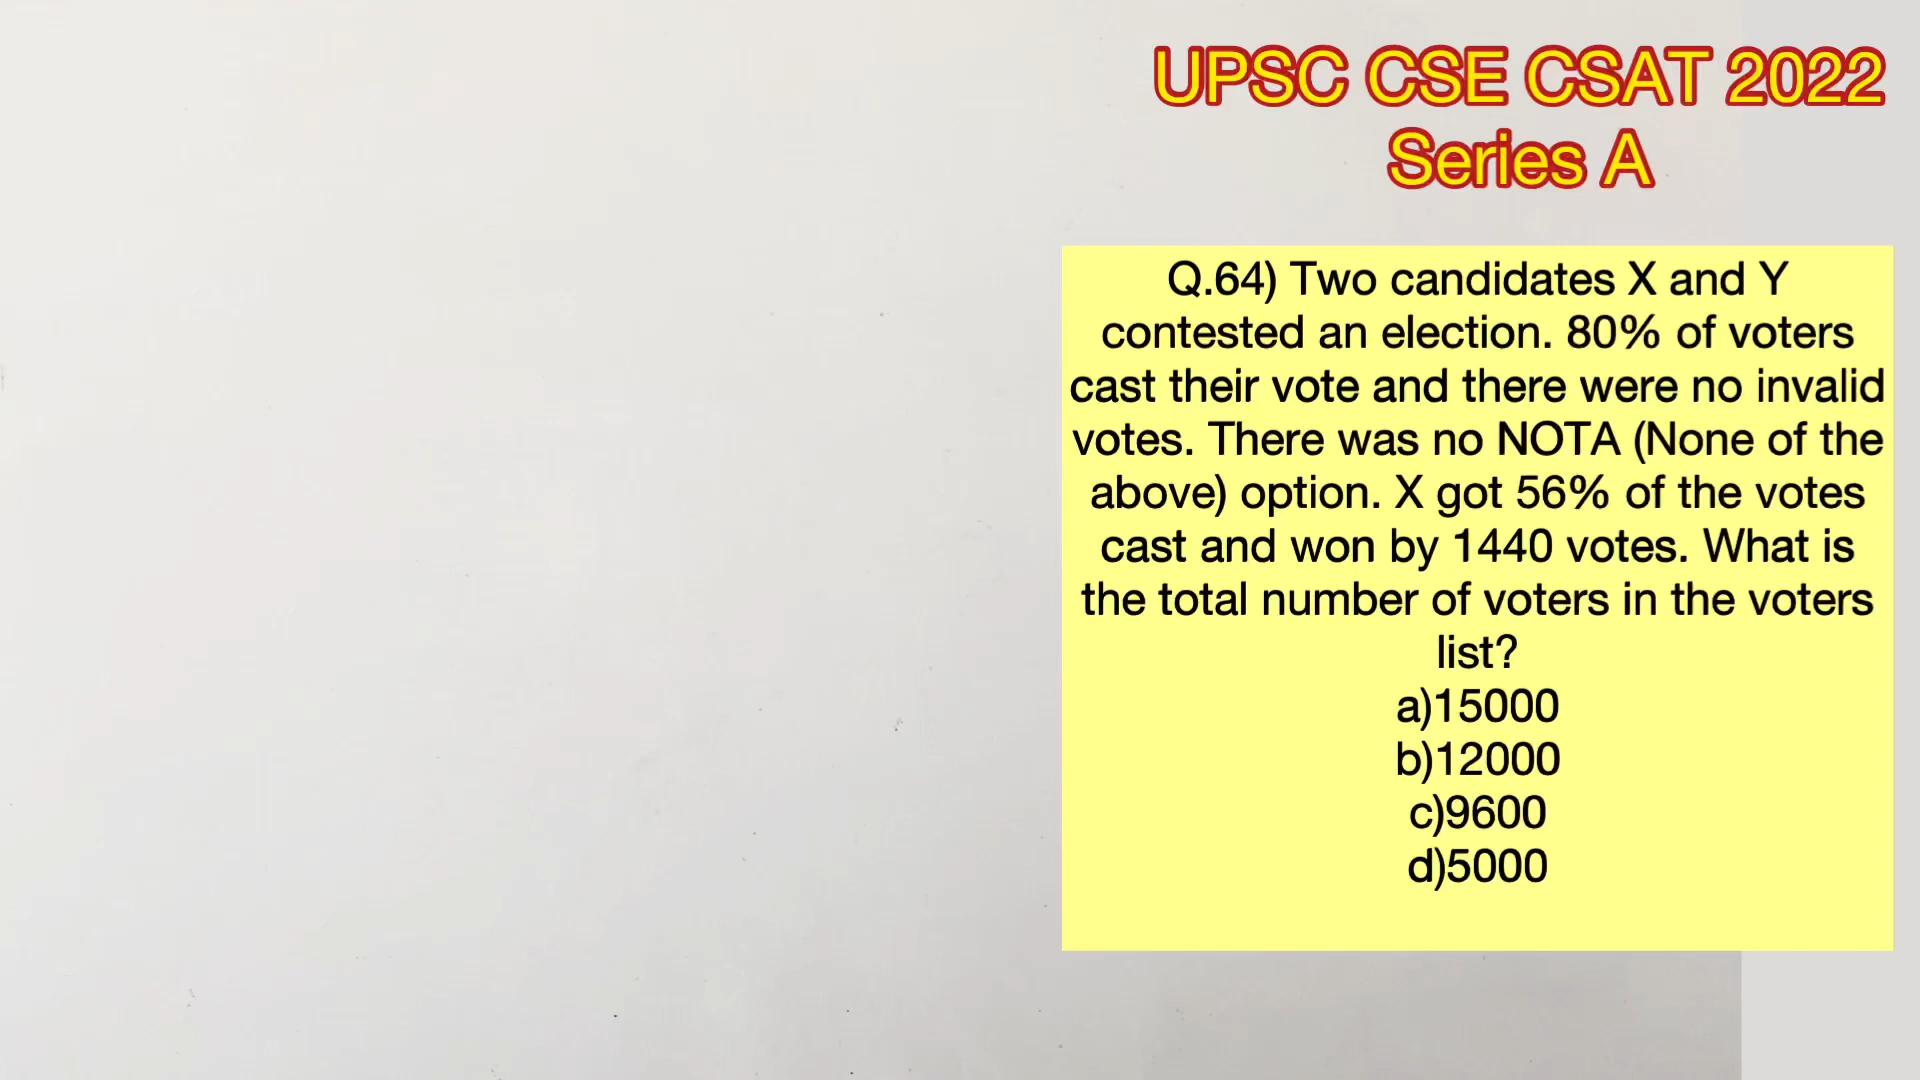 UPSC CSE CSAT 2022
Series A
Q.64) Two candidates X and Y
contested an election. 80% of voters
cast their vote and there were no invalid
votes. There was no NOTA (None of the
above) option. X got 56% of the votes
cast and won by 1440 votes. What is
the total number of voters in the voters
list?
a)15000
b)12000
c)9600
d)5000